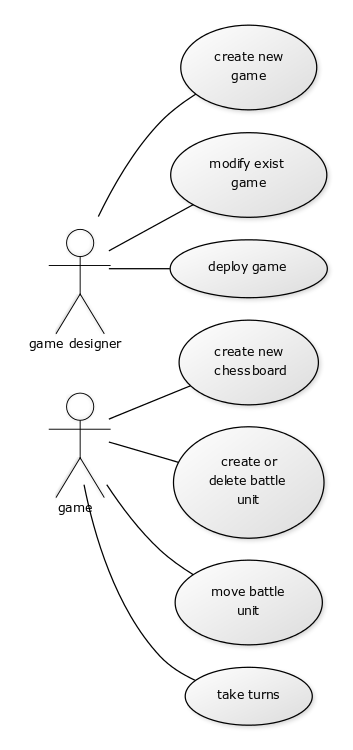 create new
game
modify exist
game
deploy game
game designer
create new
chessboard
create or
delete battle
unit
game
move battle
unit
take turns